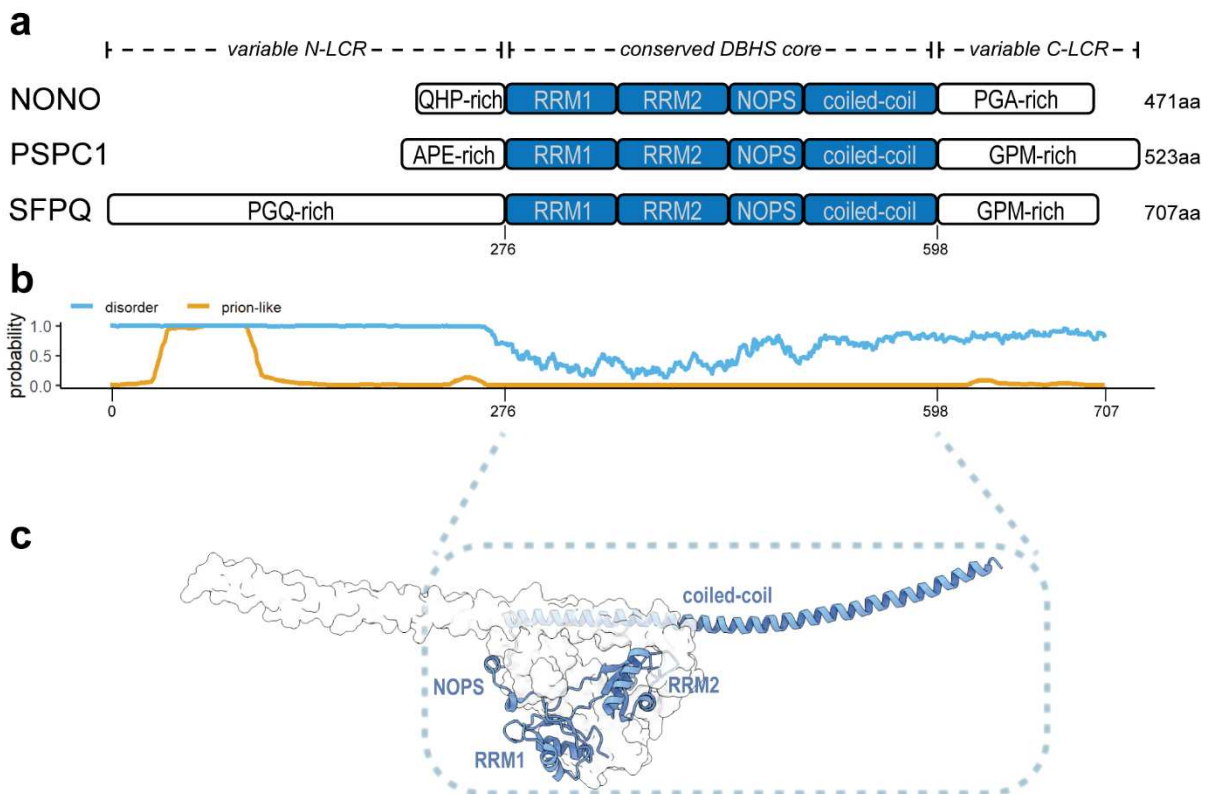 a
variable N-LCR conserved DBHS core variable C-LCR
NONO QHP-rich RRM1 RRM2 NOPS coiled-coil PGA-rich 471aa
PSPC1 APE-rich RRM1 RRM2 NOPS coiled-coil GPM-rich 523aa
SFPQ PGQ-rich RRM1 RRM2 NOPS coiled-coil GPM-rich 707aa
276 598
b
disorder prion-like
probability
1.0
0.5
0.0
0 276 598 707
c
coiled-coil
NOPS RRM2
RRM1